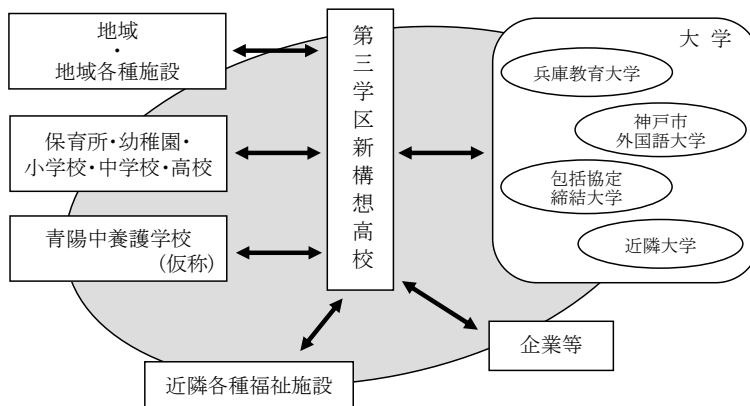 地域
・
地域各種施設
保育所・幼稚園・
小学校・中学校・高校
青陽中養護学校
(仮称)
近隣各種福祉施設
第三学区新構想高校
大 学
兵庫教育大学
神戸市
外国語大学
包括協定
締結大学
近隣大学
企業等